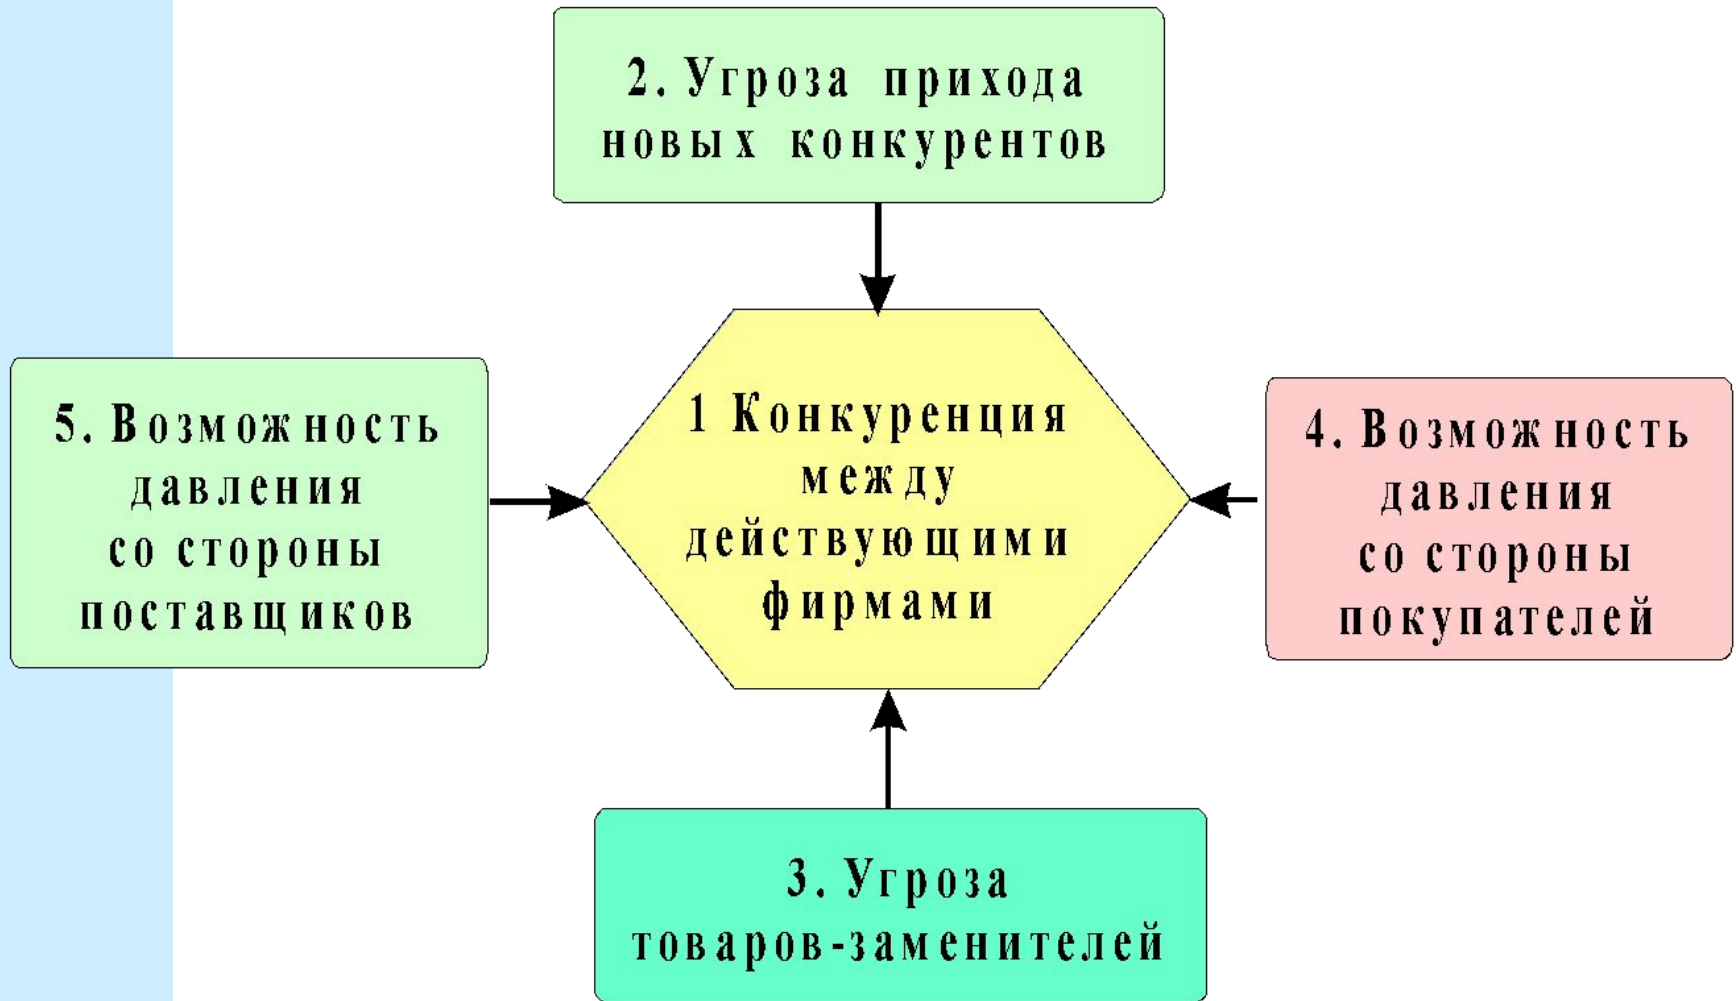 2. Угроза прихода
новых конкурентов
5. Возможность
давления
со стороны
поставщиков
1 Конкуренция
между
действующими
фирмами
4. Возможность
давления
со стороны
покупателей
3. Угроза
товаров-заменителей